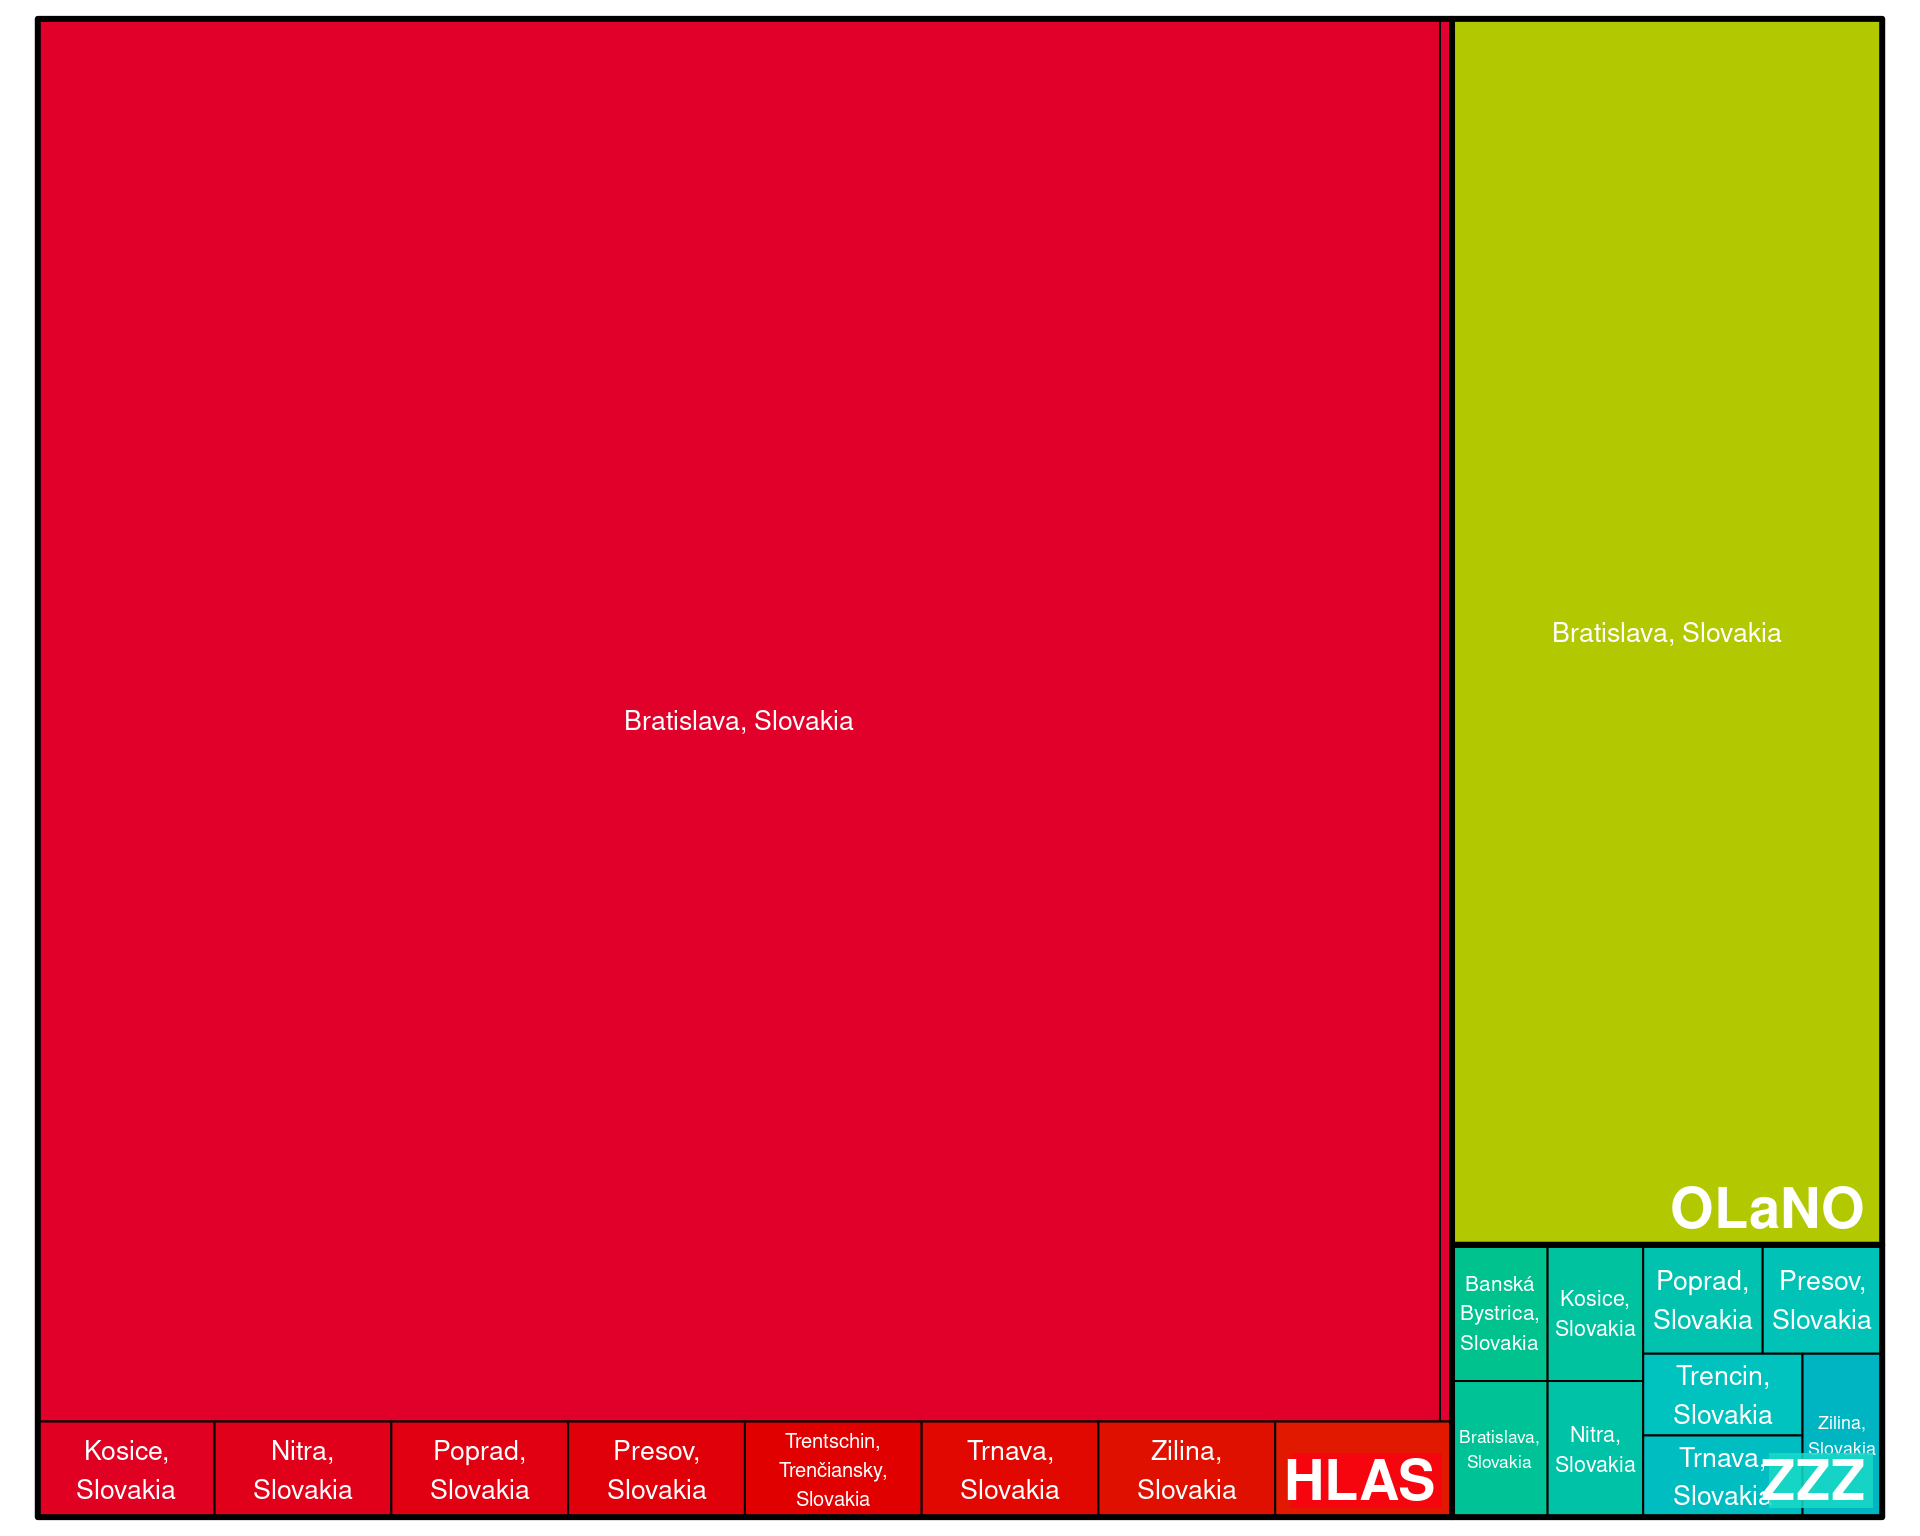 Bratislava, Slovakia
Kosice,
Slovakia
Nitra,
Slovakia
Poprad,
Slovakia
Presov,
Slovakia
Trentschin,
Trenčiansky,
Slovakia
Trnava,
Slovakia
Zilina,
Slovakia
HLAS
Bratislava, Slovakia
OLaNO
Banská
Bystrica,
Slovakia
Kosice,
Slovakia
Poprad,
Slovakia
Presov,
Slovakia
Bratislava,
Slovakia
Nitra,
Slovakia
Trencin,
Slovakia
Trnava,
Slovakia
Zilina,
Slovakia
ZZZ